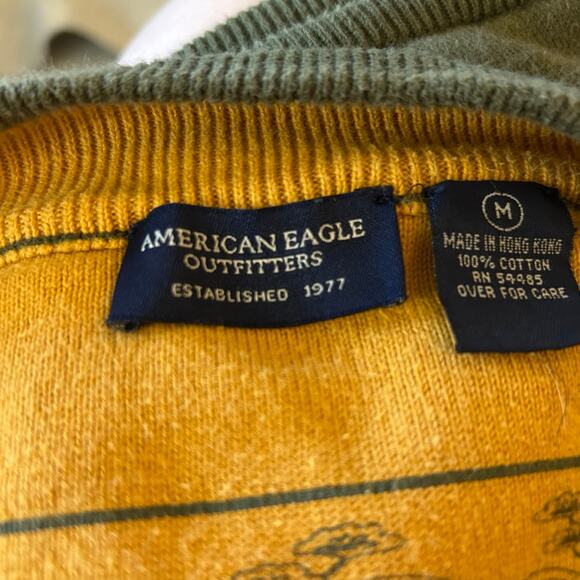 AMERICAN EAGLE
OUTFITTERS
ESTABLISHED 1977
M
MADE IN HONG KONG
100% COTTON
RN 54485
OVER FOR CARE